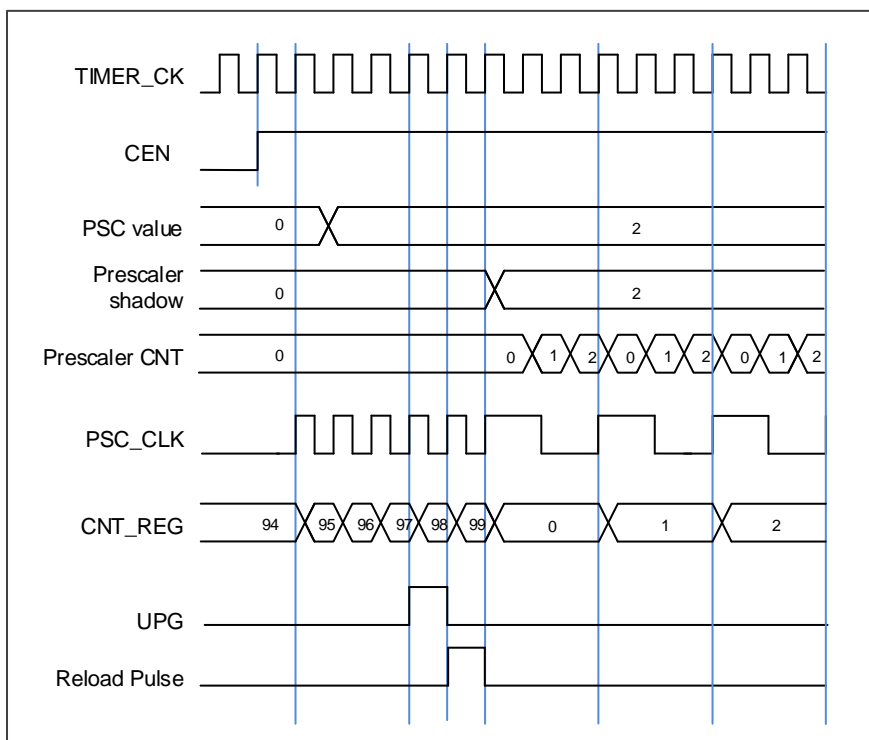 TIMER_CK
CEN
PSC value
0
2
Prescaler
shadow
0
2
Prescaler CNT
0
0 1 2 0 1 2 0 1 2
PSC_CLK
CNT_REG
94 95 96 97 98 99 0 1 2
UPG
Reload Pulse